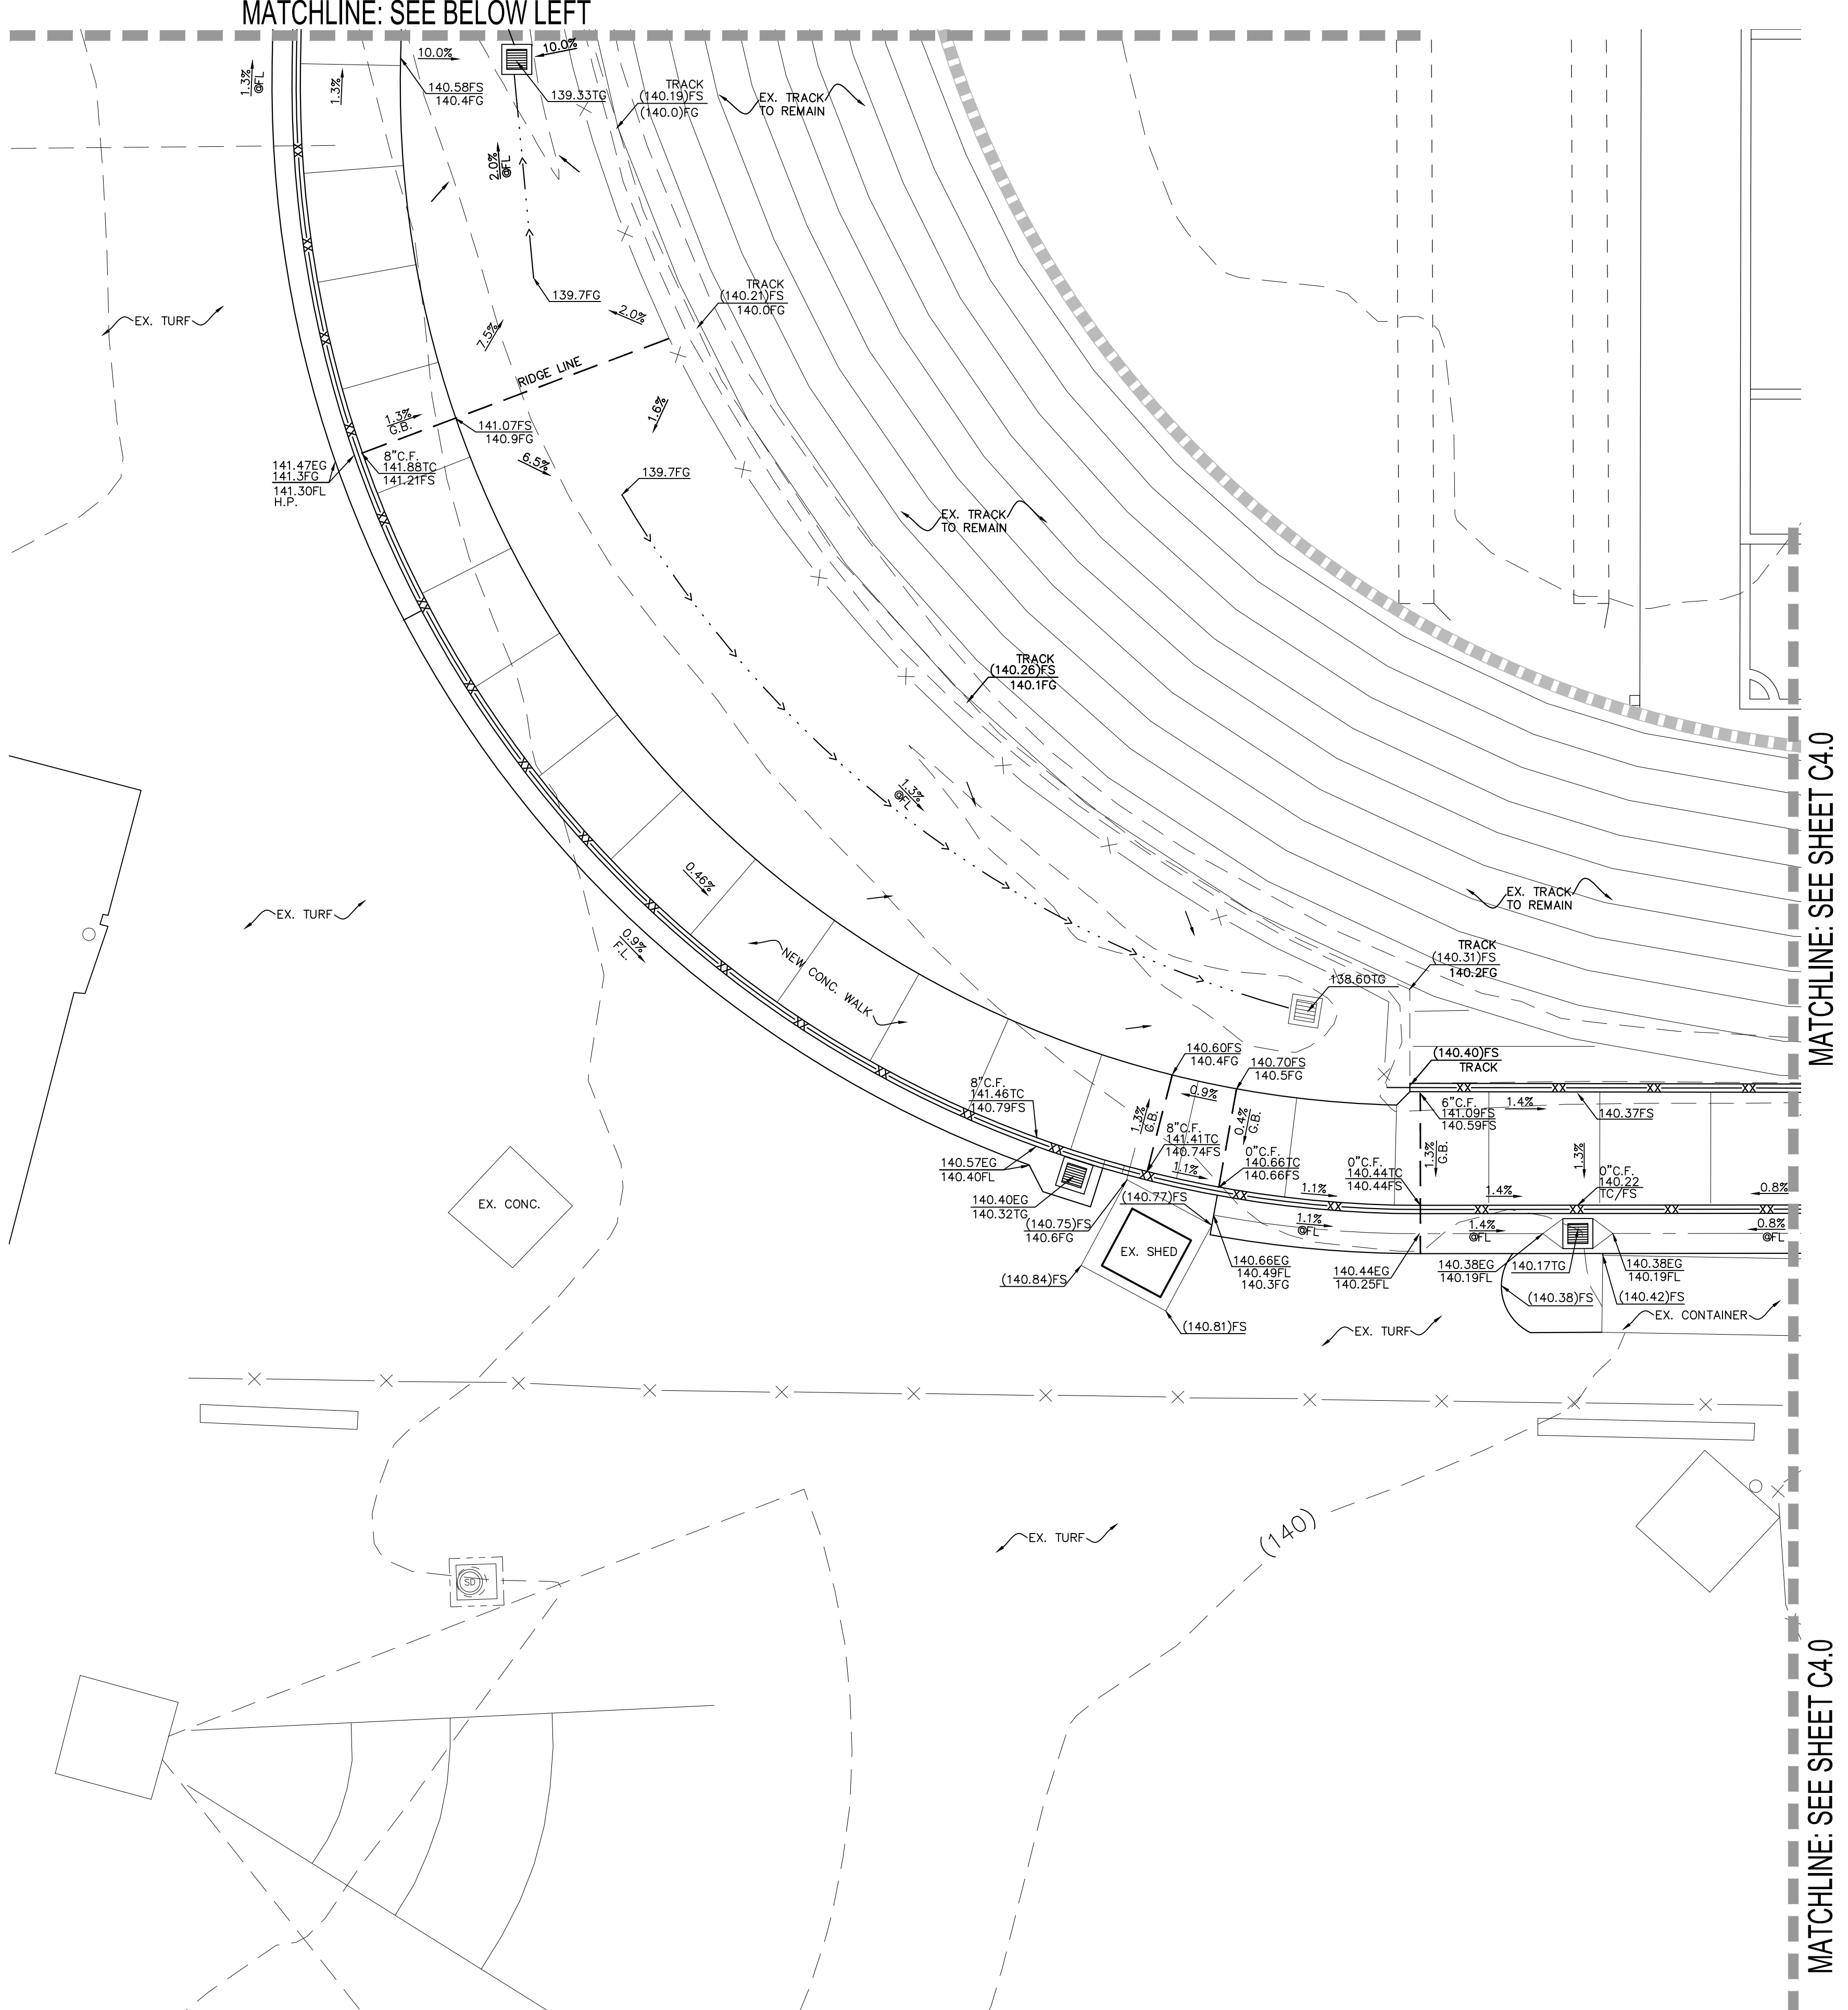 MATCHLINE: SEE BELOW LEFT
10.0%
10.0%
1.3%
@FL
1.3%
140.58FS
140.4FG
139.33TG
TRACK
(140.19)FS
(140.0)FG
EX. TRACK
TO REMAIN
2.0%
@FL
139.7FG
TRACK
(140.21)FS
140.0FG
2.0%
EX. TURF
7.5%
RIDGE LINE
1.3%
G.B.
1.6%
141.07FS
140.9FG
6.5%
8"C.F.
141.88TC
141.21FS
141.47EG
141.3FG
141.30FL
H.P.
139.7FG
EX. TRACK
TO REMAIN
TRACK
(140.26)FS
140.1FG
MATCHLINE: SEE SHEET C4.0
1.3%
@FL
0.46%
EX. TRACK
TO REMAIN
EX. TURF
0.9%
F.L.
NEW CONC. WALK
TRACK
(140.31)FS
140.2FG
138.60TG
140.60FS
140.4FG
140.70FS
140.5FG
(140.40)FS
TRACK
8"C.F.
141.46TC
140.79FS
0.9%
1.3%
G.B.
0.4%
G.B.
6"C.F.
141.09FS
140.59FS
1.4%
140.37FS
8"C.F.
141.41TC
140.74FS
1.1%
0"C.F.
140.66TC
140.66FS
0"C.F.
140.44TC
140.44FS
1.3%
G.B.
1.3%
0"C.F.
140.22
TC/FS
140.57EG
140.40FL
140.40EG
140.32TG
(140.77)FS
1.1%
1.4%
0.8%
EX. CONC.
(140.75)FS
140.6FG
1.1%
@FL
1.4%
@FL
0.8%
@FL
EX. SHED
(140.84)FS
140.66EG
140.49FL
140.3FG
140.44EG
140.25FL
140.38EG
140.19FL
140.17TG
140.38EG
140.19FL
(140.38)FS
(140.42)FS
EX. CONTAINER
(140.81)FS
EX. TURF
EX. TURF
(140)
SD
MATCHLINE: SEE SHEET C4.0